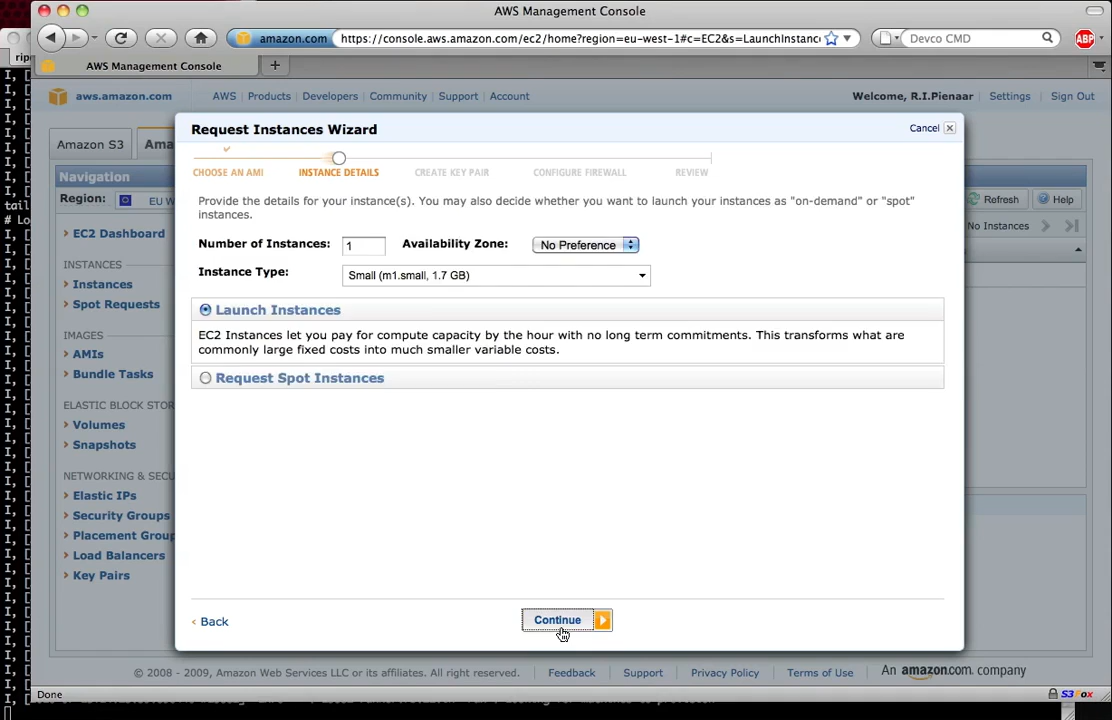 AWS Management Console
amazon.com https://console.aws.amazon.com/ec2/home?region=eu-west-1#c=EC2&s=LaunchInstanc
Devco CMD
ABP
AWS Management Console
aws.amazon.com
AWS Products Developers Community Support Account
Welcome, R.I.Pienaar Settings Sign Out
Amazon S3
Navigation
Region: EU W
EC2 Dashboard
INSTANCES
Instances
Spot Requests
IMAGES
AMIs
Bundle Tasks
ELASTIC BLOCK STOR
Volumes
Snapshots
NETWORKING & SECU
Elastic IPs
Security Groups
Placement Group
Load Balancers
Key Pairs
Refresh Help
No Instances
Request Instances Wizard
Cancel
CHOOSE AN AMI INSTANCE DETAILS CREATE KEY PAIR CONFIGURE FIREWALL REVIEW
Provide the details for your instance(s). You may also decide whether you want to launch your instances as "on-demand" or "spot"
instances.
Number of Instances: 1 Availability Zone: No Preference
Instance Type: Small (m1.small, 1.7 GB)
Launch Instances
EC2 Instances let you pay for compute capacity by the hour with no long term commitments. This transforms what are
commonly large fixed costs into much smaller variable costs.
Request Spot Instances
< Back
Continue
© 2008 - 2009, Amazon Web Services LLC or its affiliates. All right reserved. Feedback Support Privacy Policy Terms of Use An amazon.com. company
Done
S3Fox